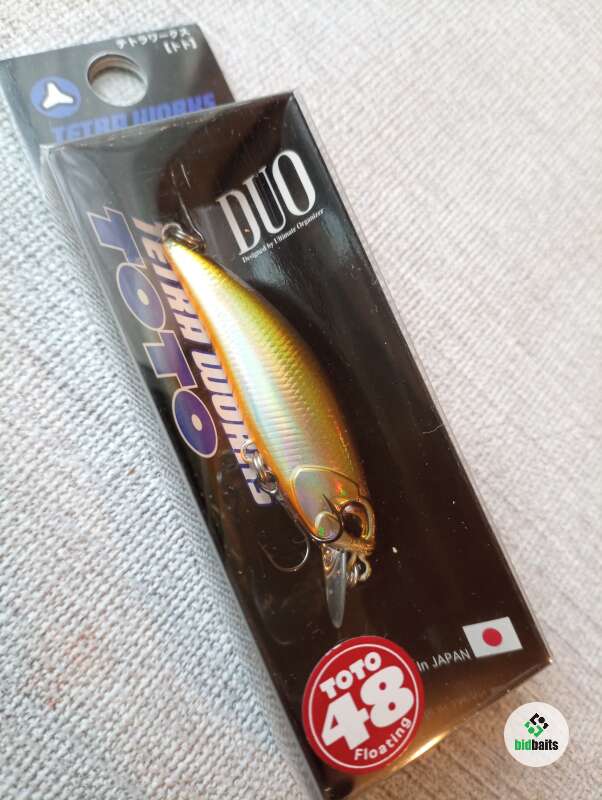 テトラワークス
【トト】
TETRA WORKS
DUO
Designed by Ultimate Organizer
TETRA WORKS
TOTO
TOTO
48
Floating
In JAPAN
bidbaits